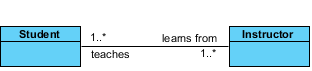 Student
1..*
learns from
Instructor
teaches
1..*